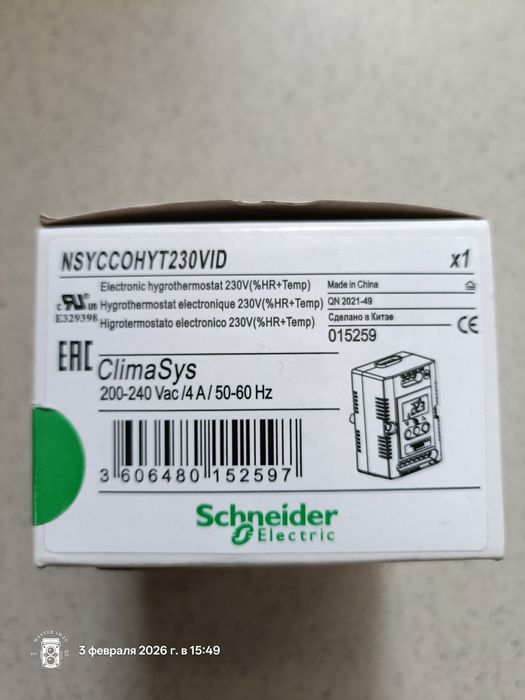 NSYCCOHYT230VID
x1
Electronic hygrothermostat 230V(%HR+Temp)
Hygrothermostat electronique 230V(%HR+Temp)
Higrotermostato electronico 230V(%HR+Temp)
Made in China
QN 2021-49
Сделано в Китае
015259
c RU US
E329398
CE
EAC
ClimaSys
200-240 Vac /4 A / 50-60 Hz
3 606480 152597
Schneider
Electric
3 февраля 2026 г. в 15:49